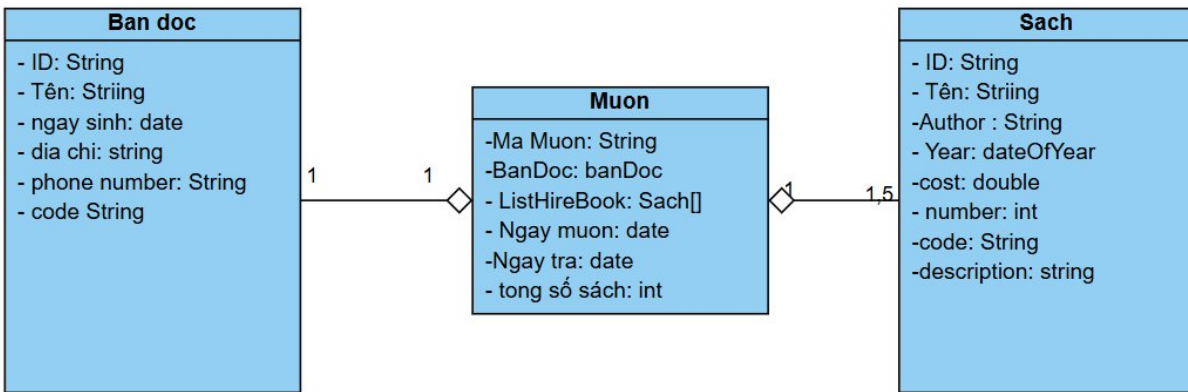 Ban doc
- ID: String
- Tên: Striing
- ngay sinh: date
- dia chi: string
- phone number: String
- code String
1
1
Muon
-Ma Muon: String
-BanDoc: banDoc
- ListHireBook: Sach[]
- Ngay muon: date
-Ngay tra: date
- tong số sách: int
1
1,5
Sach
- ID: String
- Tên: Striing
-Author : String
- Year: dateOfYear
-cost: double
- number: int
-code: String
-description: string